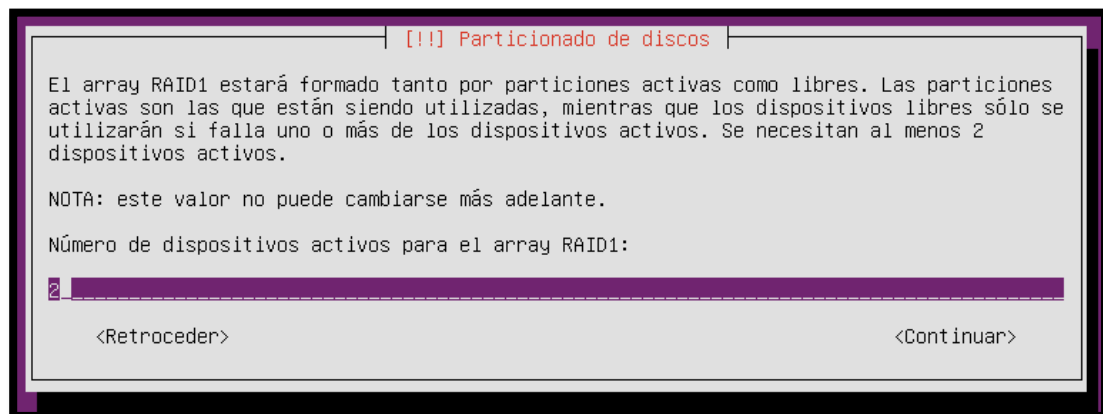 [!!] Particionado de discos
El array RAID1 estará formado tanto por particiones activas como libres. Las particiones
activas son las que están siendo utilizadas, mientras que los dispositivos libres sólo se
utilizarán si falla uno o más de los dispositivos activos. Se necesitan al menos 2
dispositivos activos.
NOTA: este valor no puede cambiarse más adelante.
Número de dispositivos activos para el array RAID1:
2
<Retroceder> <Continuar>